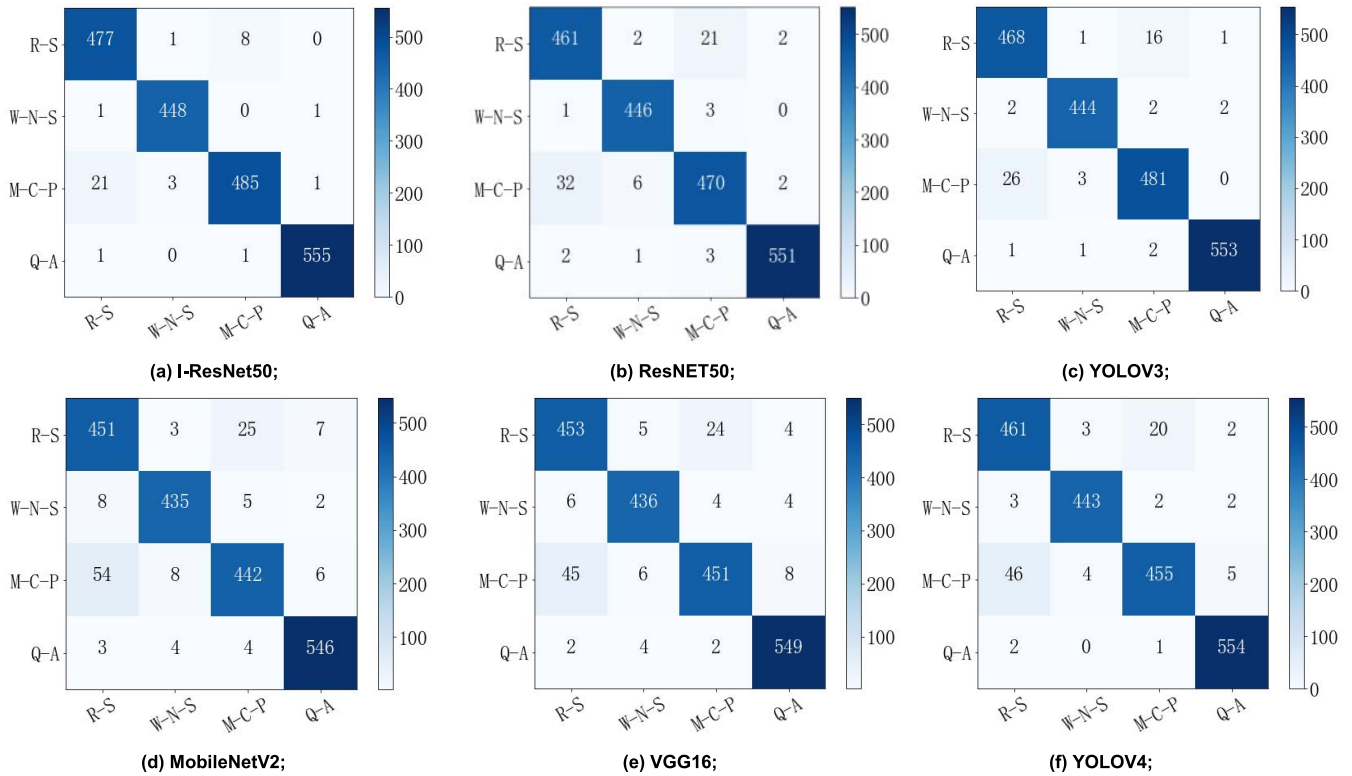 R-S 477 1 8 0
W-N-S 1 448 0 1
M-C-P 21 3 485 1
Q-A 1 0 1 555
R-S W-N-S M-C-P Q-A
500
400
300
200
100
0
(a) I-ResNet50;
R-S 461 2 21 2
W-N-S 1 446 3 0
M-C-P 32 6 470 2
Q-A 2 1 3 551
R-S W-N-S M-C-P Q-A
500
400
300
200
100
0
(b) ResNET50;
R-S 468 1 16 1
W-N-S 2 444 2 2
M-C-P 26 3 481 0
Q-A 1 1 2 553
R-S W-N-S M-C-P Q-A
500
400
300
200
100
0
(c) YOLOV3;
R-S 451 3 25 7
W-N-S 8 435 5 2
M-C-P 54 8 442 6
Q-A 3 4 4 546
R-S W-N-S M-C-P Q-A
500
400
300
200
100
(d) MobileNetV2;
R-S 453 5 24 4
W-N-S 6 436 4 4
M-C-P 45 6 451 8
Q-A 2 4 2 549
R-S W-N-S M-C-P Q-A
500
400
300
200
100
(e) VGG16;
R-S 461 3 20 2
W-N-S 3 443 2 2
M-C-P 46 4 455 5
Q-A 2 0 1 554
R-S W-N-S M-C-P Q-A
500
400
300
200
100
0
(f) YOLOV4;